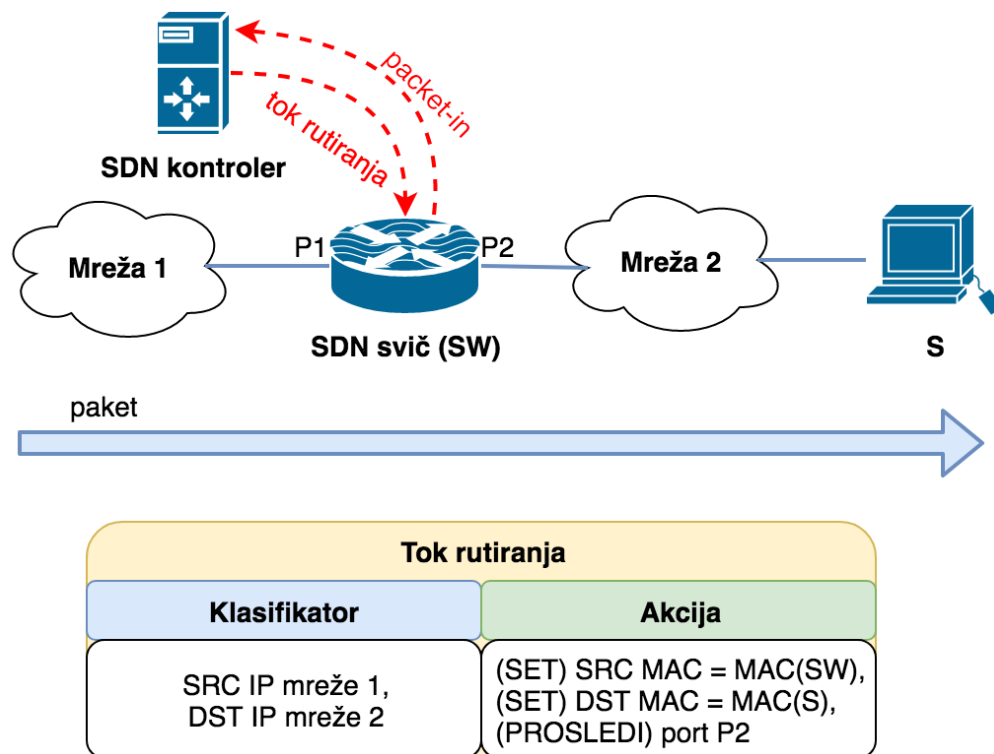 packet-in
tok rutiranja
SDN kontroler
Mreža 1
P1
P2
Mreža 2
SDN svič (SW)
S
paket
Tok rutiranja
Klasifikator
Akcija
SRC IP mreže 1,
DST IP mreže 2
(SET) SRC MAC = MAC(SW),
(SET) DST MAC = MAC(S),
(PROSLEDI) port P2